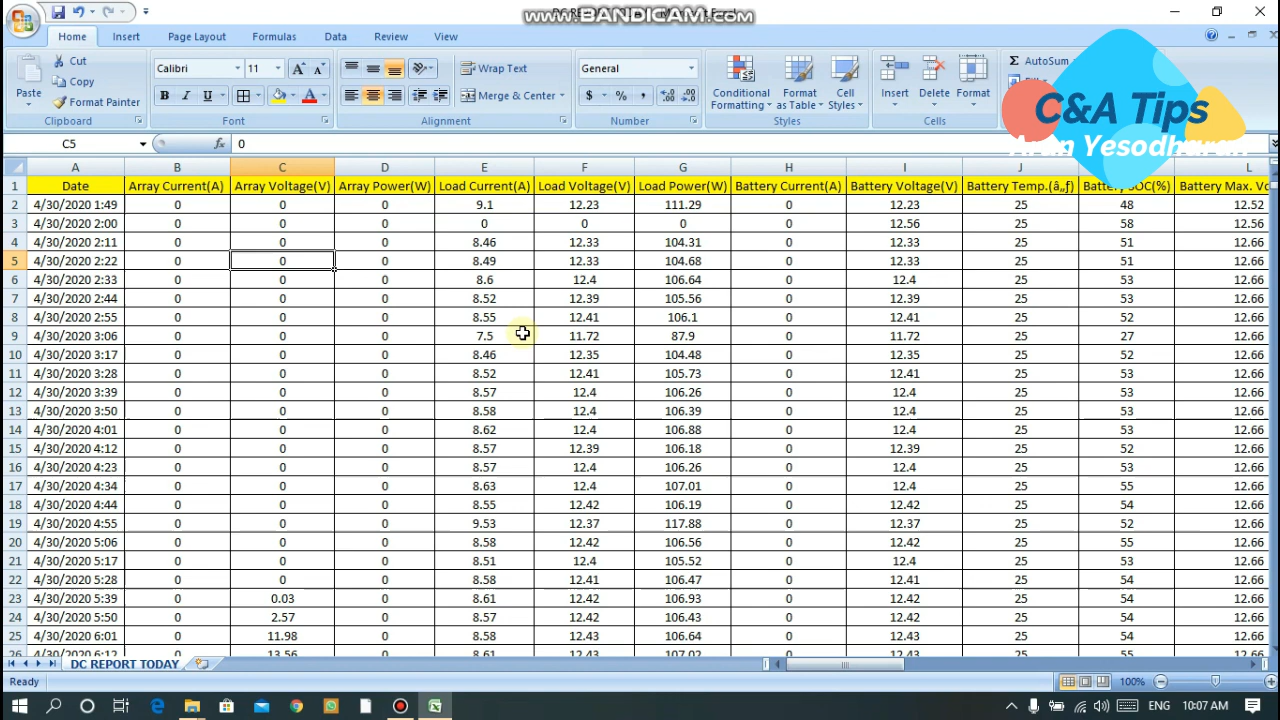 www.BANDICAM.com
Home Insert Page Layout Formulas Data Review View
Cut
Copy
Format Painter
Paste
Clipboard
Calibri 11
B I U
Font
Wrap Text
Merge & Center
Alignment
General
$ % ,
Number
Conditional Formatting
Format as Table
Cell Styles
Styles
Insert Delete Format
Cells
AutoSum
C&A Tips
Arun Yesodharan
C5 0
A B C D E F G H I J K L
1 Date Array Current(A) Array Voltage(V) Array Power(W) Load Current(A) Load Voltage(V) Load Power(W) Battery Current(A) Battery Voltage(V) Battery Temp.(â„ƒ) Battery SOC(%) Battery Max. Vo
2 4/30/2020 1:49 0 0 0 9.1 12.23 111.29 0 12.23 25 48 12.52
3 4/30/2020 2:00 0 0 0 0 0 0 0 12.56 25 58 12.56
4 4/30/2020 2:11 0 0 0 8.46 12.33 104.31 0 12.33 25 51 12.66
5 4/30/2020 2:22 0 0 0 8.49 12.33 104.68 0 12.33 25 51 12.66
6 4/30/2020 2:33 0 0 0 8.6 12.4 106.64 0 12.4 25 53 12.66
7 4/30/2020 2:44 0 0 0 8.52 12.39 105.56 0 12.39 25 53 12.66
8 4/30/2020 2:55 0 0 0 8.55 12.41 106.1 0 12.41 25 53 12.66
9 4/30/2020 3:06 0 0 0 7.5 11.72 87.9 0 11.72 25 27 12.66
10 4/30/2020 3:17 0 0 0 8.46 12.35 104.48 0 12.35 25 52 12.66
11 4/30/2020 3:28 0 0 0 8.52 12.41 105.73 0 12.41 25 53 12.66
12 4/30/2020 3:39 0 0 0 8.57 12.4 106.26 0 12.4 25 53 12.66
13 4/30/2020 3:50 0 0 0 8.58 12.4 106.39 0 12.4 25 53 12.66
14 4/30/2020 4:01 0 0 0 8.62 12.4 106.88 0 12.4 25 53 12.66
15 4/30/2020 4:12 0 0 0 8.57 12.39 106.18 0 12.39 25 52 12.66
16 4/30/2020 4:23 0 0 0 8.57 12.4 106.26 0 12.4 25 53 12.66
17 4/30/2020 4:34 0 0 0 8.63 12.4 107.01 0 12.4 25 55 12.66
18 4/30/2020 4:44 0 0 0 8.55 12.42 106.19 0 12.42 25 54 12.66
19 4/30/2020 4:55 0 0 0 9.53 12.37 117.88 0 12.37 25 52 12.66
20 4/30/2020 5:06 0 0 0 8.58 12.42 106.56 0 12.42 25 55 12.66
21 4/30/2020 5:17 0 0 0 8.51 12.4 105.52 0 12.4 25 53 12.66
22 4/30/2020 5:28 0 0 0 8.58 12.41 106.47 0 12.41 25 54 12.66
23 4/30/2020 5:39 0 0.03 0 8.61 12.42 106.93 0 12.42 25 54 12.66
24 4/30/2020 5:50 0 2.57 0 8.57 12.42 106.43 0 12.42 25 54 12.66
25 4/30/2020 6:01 0 11.98 0 8.58 12.43 106.64 0 12.43 25 54 12.66
26 4/30/2020 6:12 0 13.56 0 8.61 12.43 107.02 0 12.43 25 55 12.66
DC REPORT TODAY
Ready 100%
ENG 10:07 AM